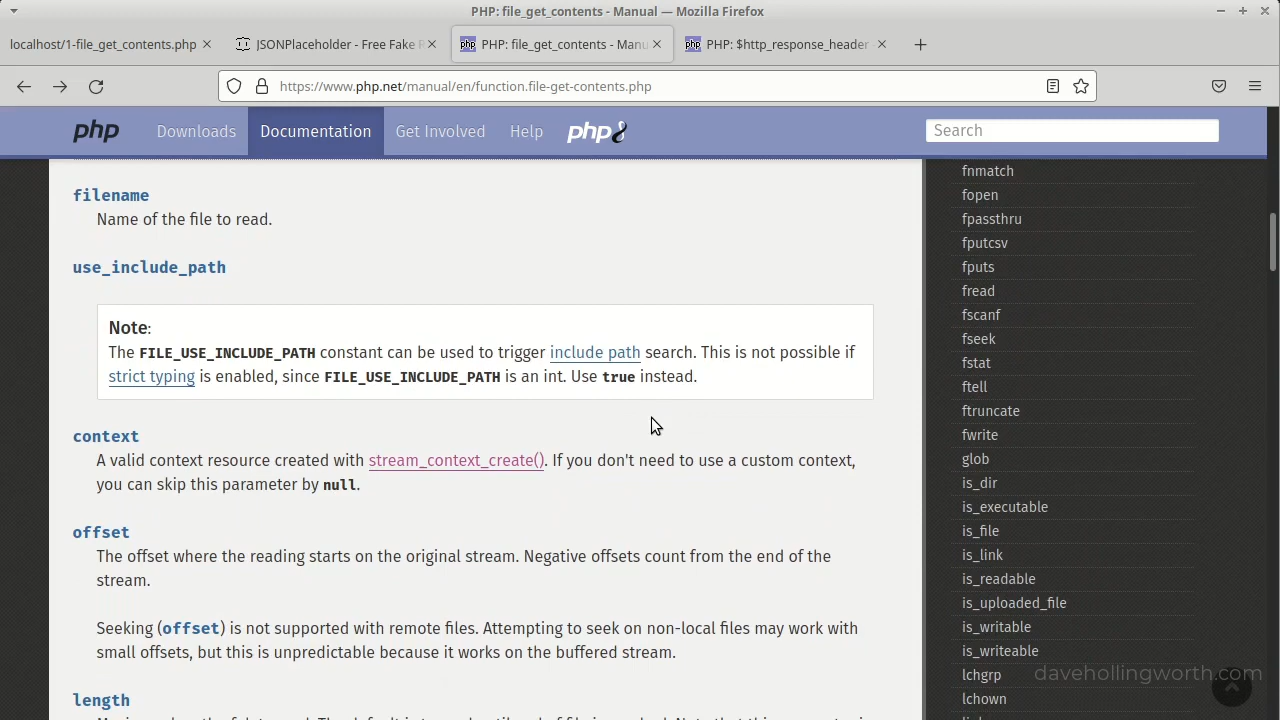 PHP: file_get_contents - Manual — Mozilla Firefox
localhost/1-file_get_contents.php
JSONPlaceholder - Free Fake
PHP: file_get_contents - Manu
PHP: $http_response_header
https://www.php.net/manual/en/function.file-get-contents.php
php Downloads Documentation Get Involved Help php8 Search
filename
Name of the file to read.
use_include_path
Note:
The FILE_USE_INCLUDE_PATH constant can be used to trigger include path search. This is not possible if
strict typing is enabled, since FILE_USE_INCLUDE_PATH is an int. Use true instead.
context
A valid context resource created with stream_context_create(). If you don't need to use a custom context,
you can skip this parameter by null.
offset
The offset where the reading starts on the original stream. Negative offsets count from the end of the
stream.
Seeking (offset) is not supported with remote files. Attempting to seek on non-local files may work with
small offsets, but this is unpredictable because it works on the buffered stream.
length
fnmatch
fopen
fpassthru
fputcsv
fputs
fread
fscanf
fseek
fstat
ftell
ftruncate
fwrite
glob
is_dir
is_executable
is_file
is_link
is_readable
is_uploaded_file
is_writable
is_writeable
lchgrp
lchown
davehollingworth.com